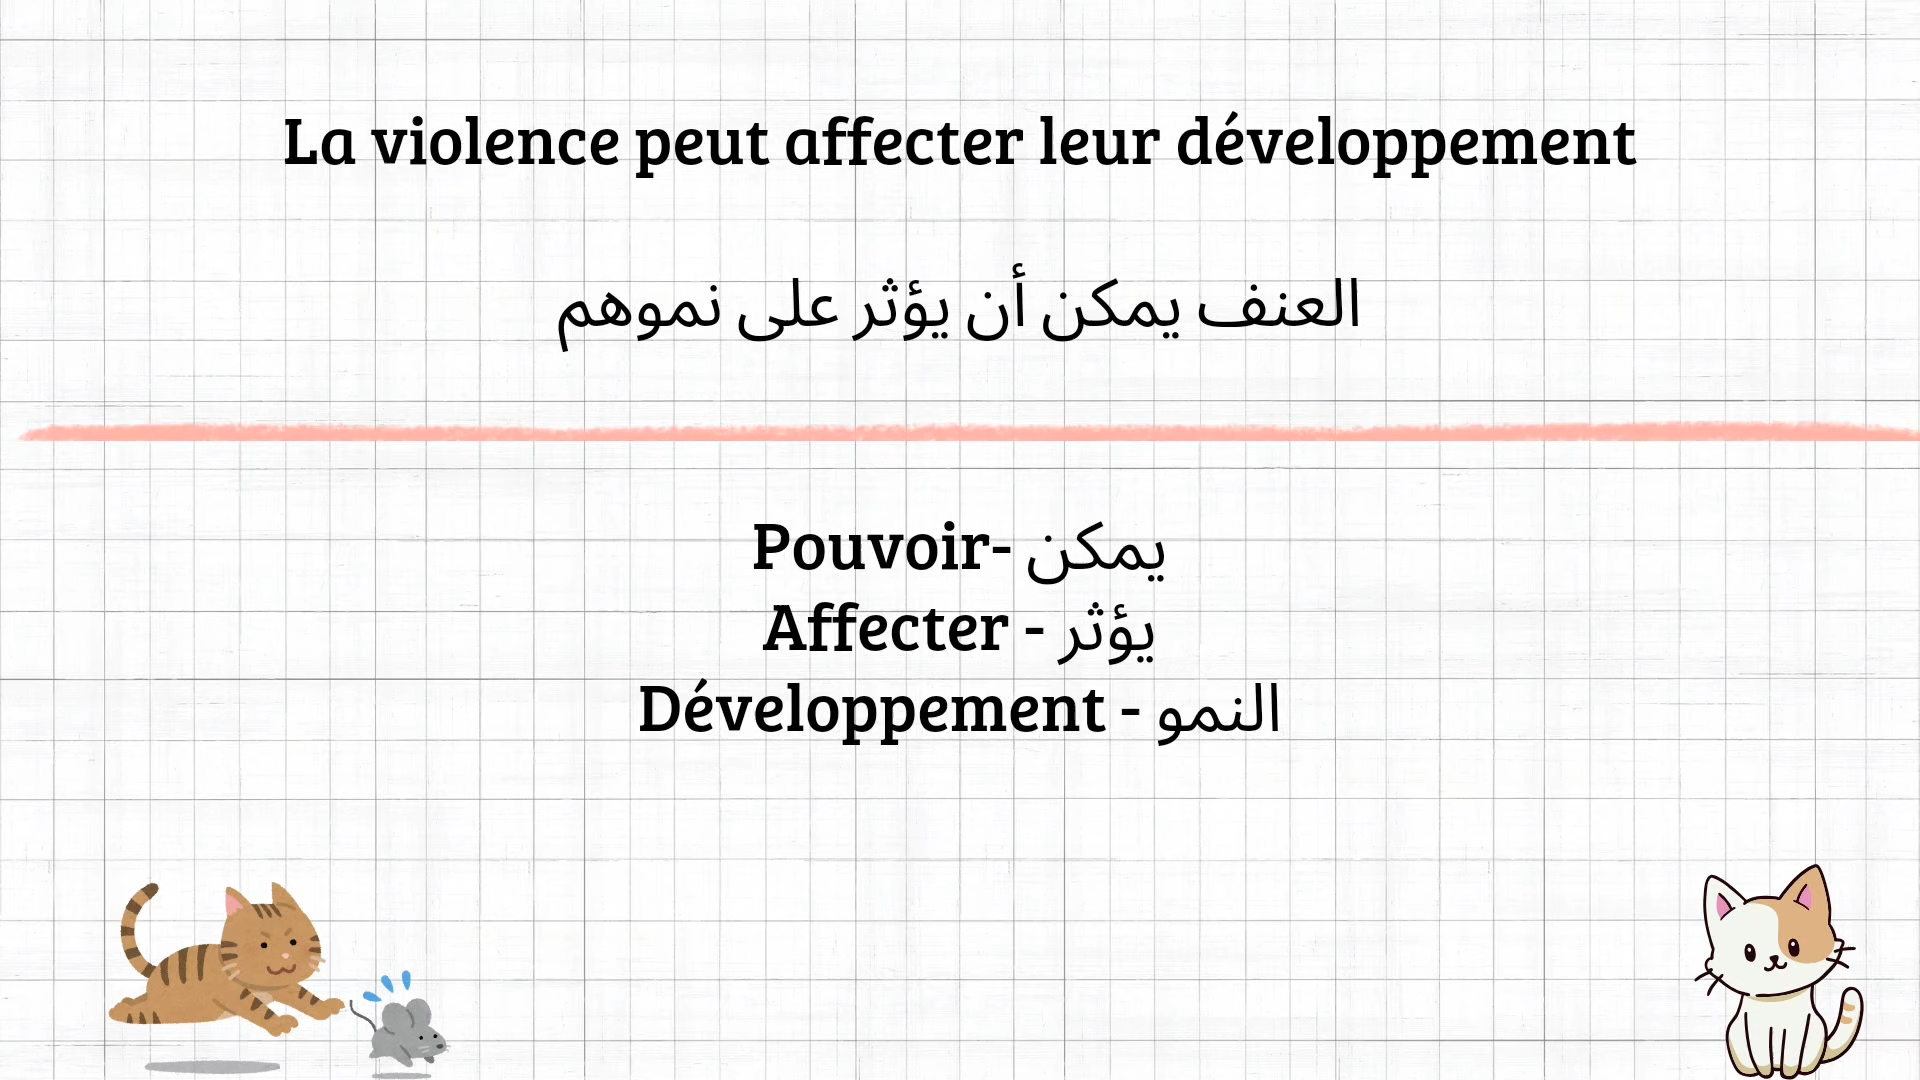 La violence peut affecter leur développement
العنف يمكن أن يؤثر على نموهم
Pouvoir- يمكن
Affecter - يؤثر
Développement - النمو